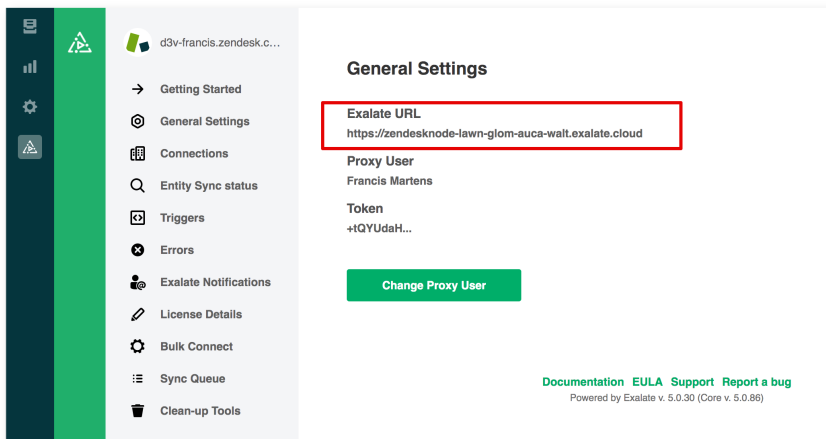 d3v-francis.zendesk.c...
Getting Started
General Settings
Connections
Entity Sync status
Triggers
Errors
Exalate Notifications
License Details
Bulk Connect
Sync Queue
Clean-up Tools
General Settings
Exalate URL
https://zendesknode-lawn-glom-auca-walt.exalate.cloud
Proxy User
Francis Martens
Token
+tQYUdaH...
Change Proxy User
Documentation EULA Support Report a bug
Powered by Exalate v. 5.0.30 (Core v. 5.0.86)